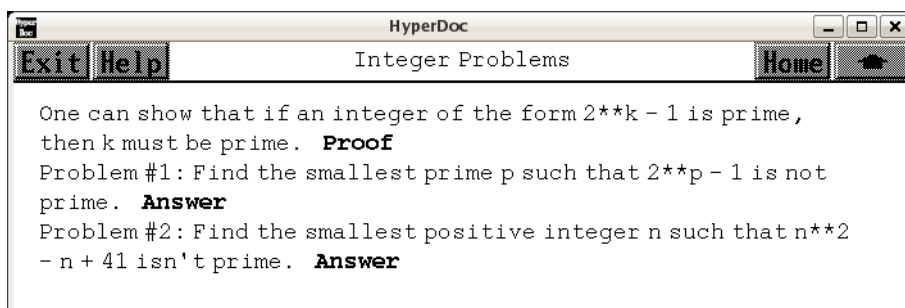 Hyper Doc
HyperDoc
Exit Help Integer Problems Home
One can show that if an integer of the form 2**k - 1 is prime,
then k must be prime. Proof
Problem #1: Find the smallest prime p such that 2**p - 1 is not
prime. Answer
Problem #2: Find the smallest positive integer n such that n**2
- n + 41 isn't prime. Answer